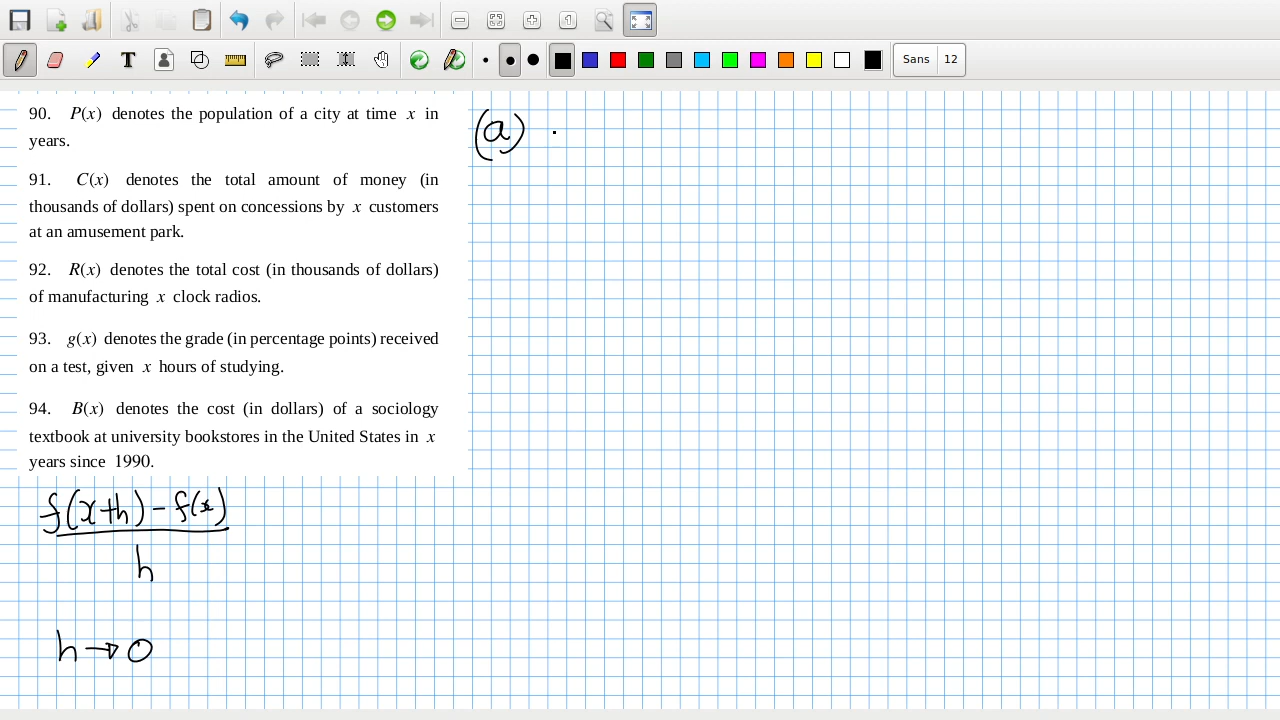 Sans 12
90. P(x) denotes the population of a city at time x in
years.
91. C(x) denotes the total amount of money (in
thousands of dollars) spent on concessions by x customers
at an amusement park.
92. R(x) denotes the total cost (in thousands of dollars)
of manufacturing x clock radios.
93. g(x) denotes the grade (in percentage points) received
on a test, given x hours of studying.
94. B(x) denotes the cost (in dollars) of a sociology
textbook at university bookstores in the United States in x
years since 1990.
f(x+h) - f(x)
h
h → 0
(a) .